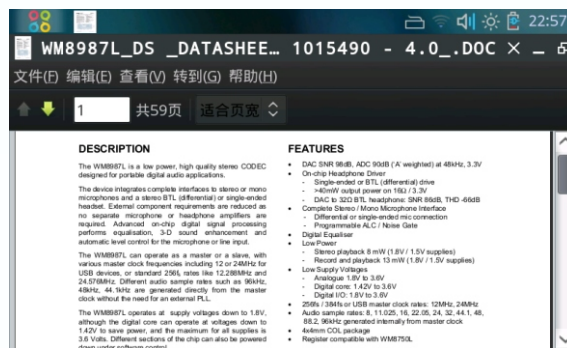 22:57
WM8987L_DS _DATASHEE… 1015490 - 4.0_.DOC
文件(F) 编辑(E) 查看(V) 转到(G) 帮助(H)
1 共59页 适合页宽
DESCRIPTION
The WM8987L is a low power, high quality stereo CODEC
designed for portable digital audio applications.
The device integrates complete interfaces to stereo or mono
microphones and a stereo BTL (differential) or single-ended
headset. External component requirements are reduced as
no separate microphone or headphone amplifiers are
required. Advanced on-chip digital signal processing
performs equalisation, 3-D sound enhancement and
automatic level control for the microphone or line input.
The WM8987L can operate as a master or a slave, with
various master clock frequencies including 12 or 24MHz for
USB devices, or standard 256fs rates like 12.288MHz and
24.576MHz. Different audio sample rates such as 96kHz,
48kHz, 44.1kHz are generated directly from the master
clock without the need for an external PLL.
The WM8987L operates at supply voltages down to 1.8V,
although the digital core can operate at voltages down to
1.42V to save power, and the maximum for all supplies is
3.6 Volts. Different sections of the chip can also be powered
down under software control.
FEATURES
• DAC SNR 98dB, ADC 90dB ('A' weighted) at 48kHz, 3.3V
• On-chip Headphone Driver
- Single-ended or BTL (differential) drive
- >40mW output power on 16Ω / 3.3V
- DAC to 32Ω BTL headphone: SNR 86dB, THD -66dB
• Complete Stereo / Mono Microphone Interface
- Differential or single-ended mic connection
- Programmable ALC / Noise Gate
• Digital Equaliser
• Low Power
- Stereo playback 8 mW (1.8V / 1.5V supplies)
- Record and playback 13 mW (1.8V / 1.5V supplies)
• Low Supply Voltages
- Analogue 1.8V to 3.6V
- Digital core: 1.42V to 3.6V
- Digital I/O: 1.8V to 3.6V
• 256fs / 384fs or USB master clock rates: 12MHz, 24MHz
• Audio sample rates: 8, 11.025, 16, 22.05, 24, 32, 44.1, 48,
88.2, 96kHz generated internally from master clock
• 4x4mm COL package
• Register compatible with WM8750L